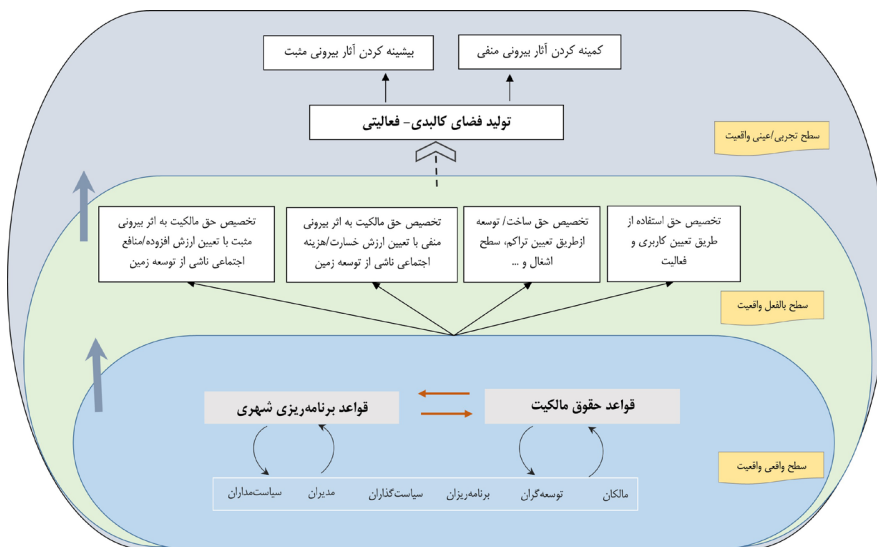 کمینه کردن آثار بیرونی منفی
بیشینه کردن آثار بیرونی مثبت
تولید فضای کالبدی- فعالیتی
سطح تجربی/عینی واقعیت
تخصیص حق استفاده از
طریق تعیین کاربری و
فعالیت
تخصیص حق ساخت/ توسعه
ازطریق تعیین تراکم، سطح
اشغال و ...
تخصیص حق مالکیت به اثر بیرونی
منفی با تعیین ارزش خسارت/هزینه
اجتماعی ناشی از توسعه زمین
تخصیص حق مالکیت به اثر بیرونی
مثبت با تعیین ارزش افزوده/منافع
اجتماعی ناشی از توسعه زمین
سطح بالفعل واقعیت
قواعد حقوق مالکیت
قواعد برنامه‌ریزی شهری
سطح واقعی واقعیت
مالکان توسعه‌گران برنامه‌ریزان سیاست‌گذاران مدیران سیاست‌مداران